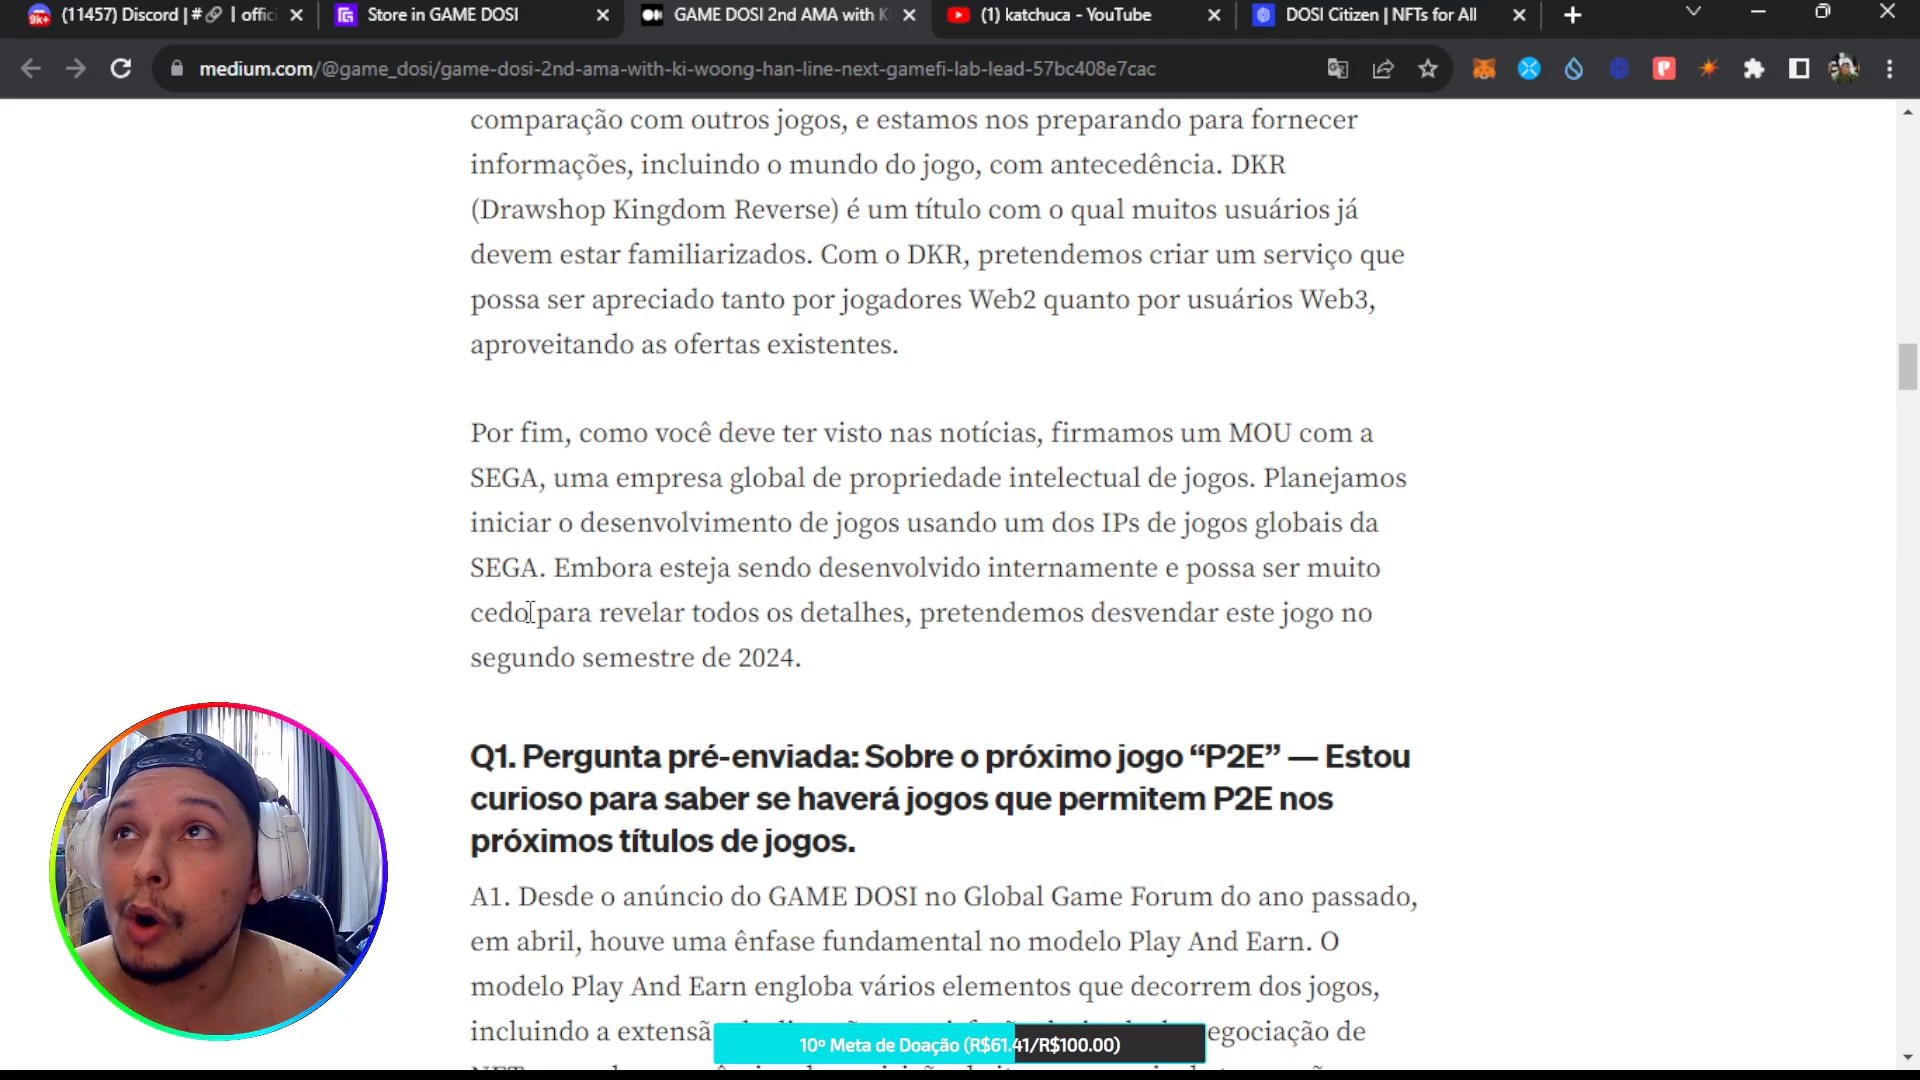 9k+ (11457) Discord | # | offici
Store in GAME DOSI
GAME DOSI 2nd AMA with K
(1) katchuca - YouTube
DOSI Citizen | NFTs for All
medium.com/@game_dosi/game-dosi-2nd-ama-with-ki-woong-han-line-next-gamefi-lab-lead-57bc408e7cac
comparação com outros jogos, e estamos nos preparando para fornecer
informações, incluindo o mundo do jogo, com antecedência. DKR
(Drawshop Kingdom Reverse) é um título com o qual muitos usuários já
devem estar familiarizados. Com o DKR, pretendemos criar um serviço que
possa ser apreciado tanto por jogadores Web2 quanto por usuários Web3,
aproveitando as ofertas existentes.
Por fim, como você deve ter visto nas notícias, firmamos um MOU com a
SEGA, uma empresa global de propriedade intelectual de jogos. Planejamos
iniciar o desenvolvimento de jogos usando um dos IPs de jogos globais da
SEGA. Embora esteja sendo desenvolvido internamente e possa ser muito
cedo para revelar todos os detalhes, pretendemos desvendar este jogo no
segundo semestre de 2024.
Q1. Pergunta pré-enviada: Sobre o próximo jogo “P2E” — Estou
curioso para saber se haverá jogos que permitem P2E nos
próximos títulos de jogos.
A1. Desde o anúncio do GAME DOSI no Global Game Forum do ano passado,
em abril, houve uma ênfase fundamental no modelo Play And Earn. O
modelo Play And Earn engloba vários elementos que decorrem dos jogos,
incluindo a
10º Meta de Doação (R$61.41/R$100.00)
egociação de